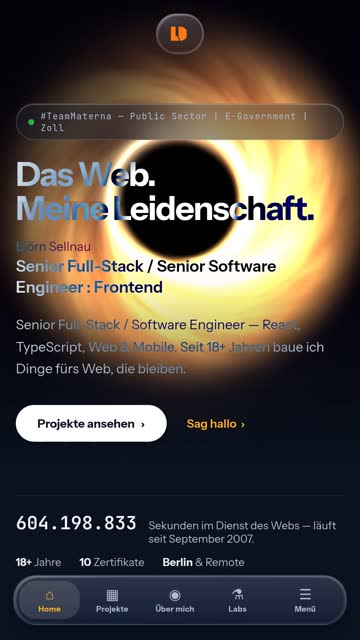 #TeamMaterna — Public Sector | E-Government |
Zoll
Das Web.
Meine Leidenschaft.
Björn Sellnau
Senior Full-Stack / Senior Software
Engineer : Frontend
Senior Full-Stack / Software Engineer — React,
TypeScript, Web & Mobile. Seit 18+ Jahren baue ich
Dinge fürs Web, die bleiben.
Projekte ansehen ›
Sag hallo ›
604.198.833 Sekunden im Dienst des Webs — läuft
seit September 2007.
18+ Jahre 10 Zertifikate Berlin & Remote
Home Projekte Über mich Labs Menü